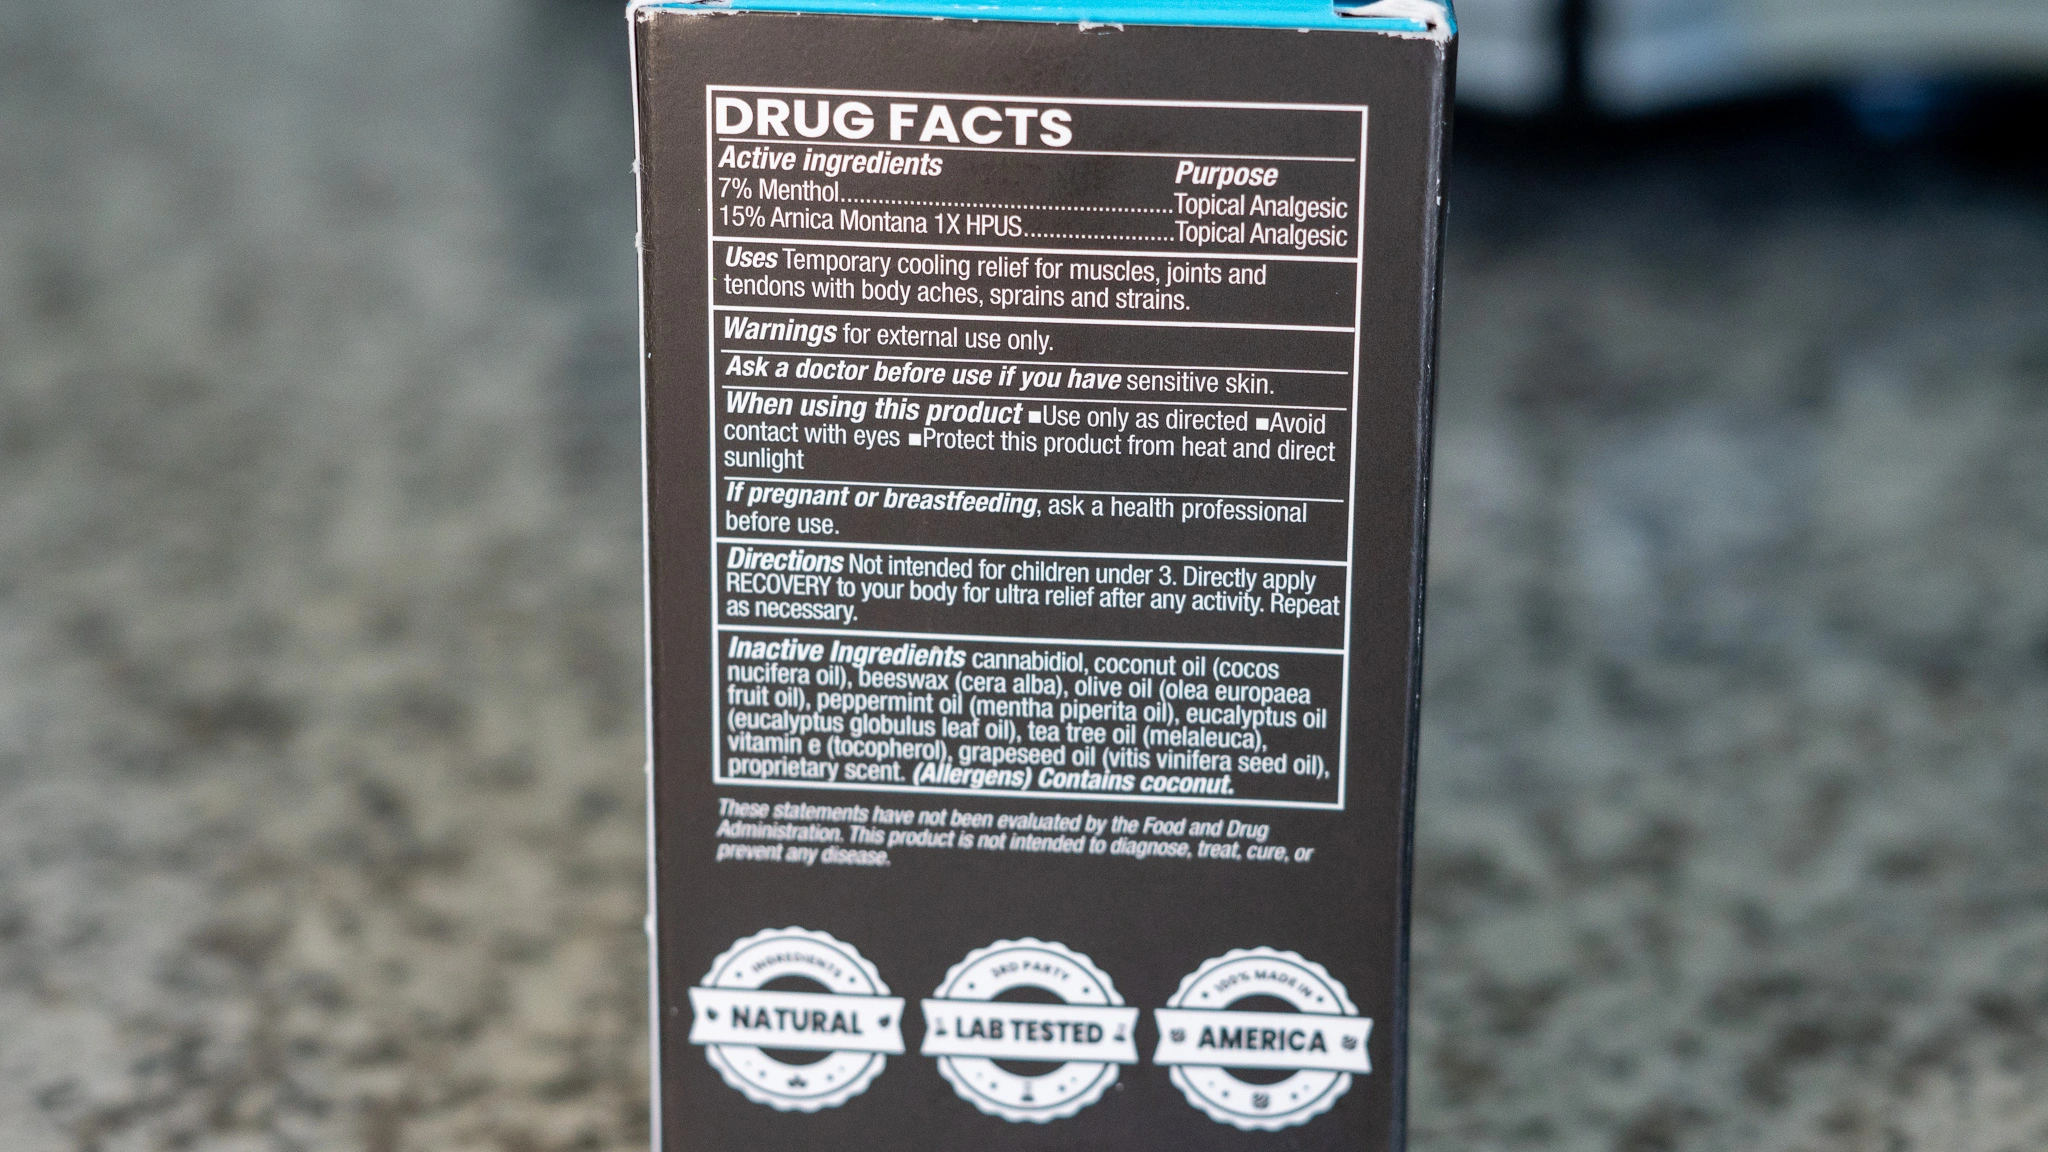 DRUG FACTS
Active ingredients Purpose
7% Menthol........................................................Topical Analgesic
15% Arnica Montana 1X HPUS.........................Topical Analgesic
Uses Temporary cooling relief for muscles, joints and
tendons with body aches, sprains and strains.
Warnings for external use only.
Ask a doctor before use if you have sensitive skin.
When using this product ■Use only as directed ■Avoid
contact with eyes ■Protect this product from heat and direct
sunlight
If pregnant or breastfeeding, ask a health professional
before use.
Directions Not intended for children under 3. Directly apply
RECOVERY to your body for ultra relief after any activity. Repeat
as necessary.
Inactive Ingredients cannabidiol, coconut oil (cocos
nucifera oil), beeswax (cera alba), olive oil (olea europaea
fruit oil), peppermint oil (mentha piperita oil), eucalyptus oil
(eucalyptus globulus leaf oil), tea tree oil (melaleuca),
vitamin e (tocopherol), grapeseed oil (vitis vinifera seed oil),
proprietary scent. (Allergens) Contains coconut.
These statements have not been evaluated by the Food and Drug
Administration. This product is not intended to diagnose, treat, cure, or
prevent any disease.
INGREDIENTS
NATURAL
3RD PARTY
LAB TESTED
100% MADE IN
AMERICA